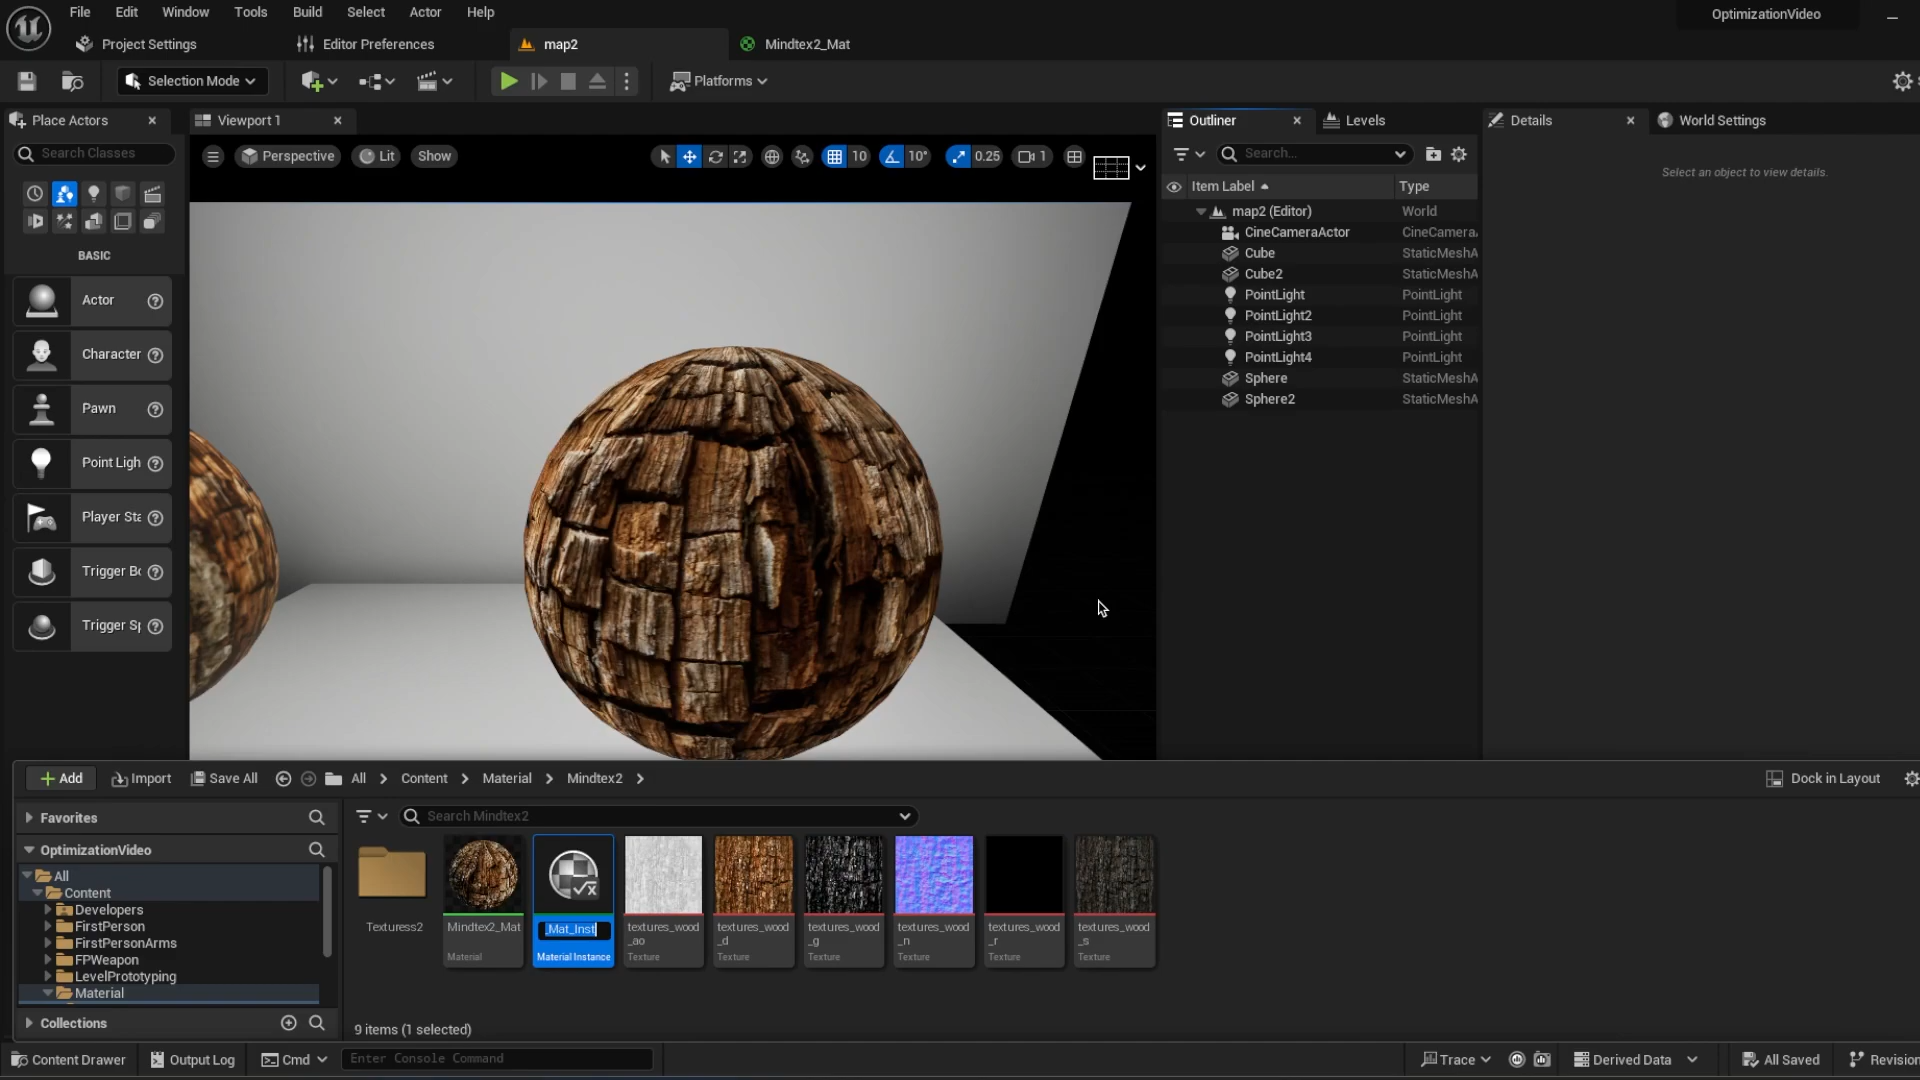 File Edit Window Tools Build Select Actor Help OptimizationVideo
Project Settings Editor Preferences map2 Mindtex2_Mat
Selection Mode Platforms
Place Actors
Search Classes
BASIC
Actor
Character
Pawn
Point Ligh
Player Sta
Trigger Bo
Trigger Sp
Viewport 1
Perspective Lit Show 10 10° 0.25 1
Outliner Levels
Search...
Item Label Type
map2 (Editor) World
CineCameraActor CineCamera
Cube StaticMeshA
Cube2 StaticMeshA
PointLight PointLight
PointLight2 PointLight
PointLight3 PointLight
PointLight4 PointLight
Sphere StaticMeshA
Sphere2 StaticMeshA
Details World Settings
Select an object to view details.
Add Import Save All All Content Material Mindtex2 Dock in Layout
Favorites
OptimizationVideo
All
Content
Developers
FirstPerson
FirstPersonArms
FPWeapon
LevelPrototyping
Material
Collections
Search Mindtex2
Texturess2
Mindtex2_Mat
Material
_Mat_Inst
Material Instance
textures_wood
_ao
Texture
textures_wood
_d
Texture
textures_wood
_g
Texture
textures_wood
_n
Texture
textures_wood
_r
Texture
textures_wood
_s
Texture
9 items (1 selected)
Content Drawer Output Log Cmd Enter Console Command Trace Derived Data All Saved Revision